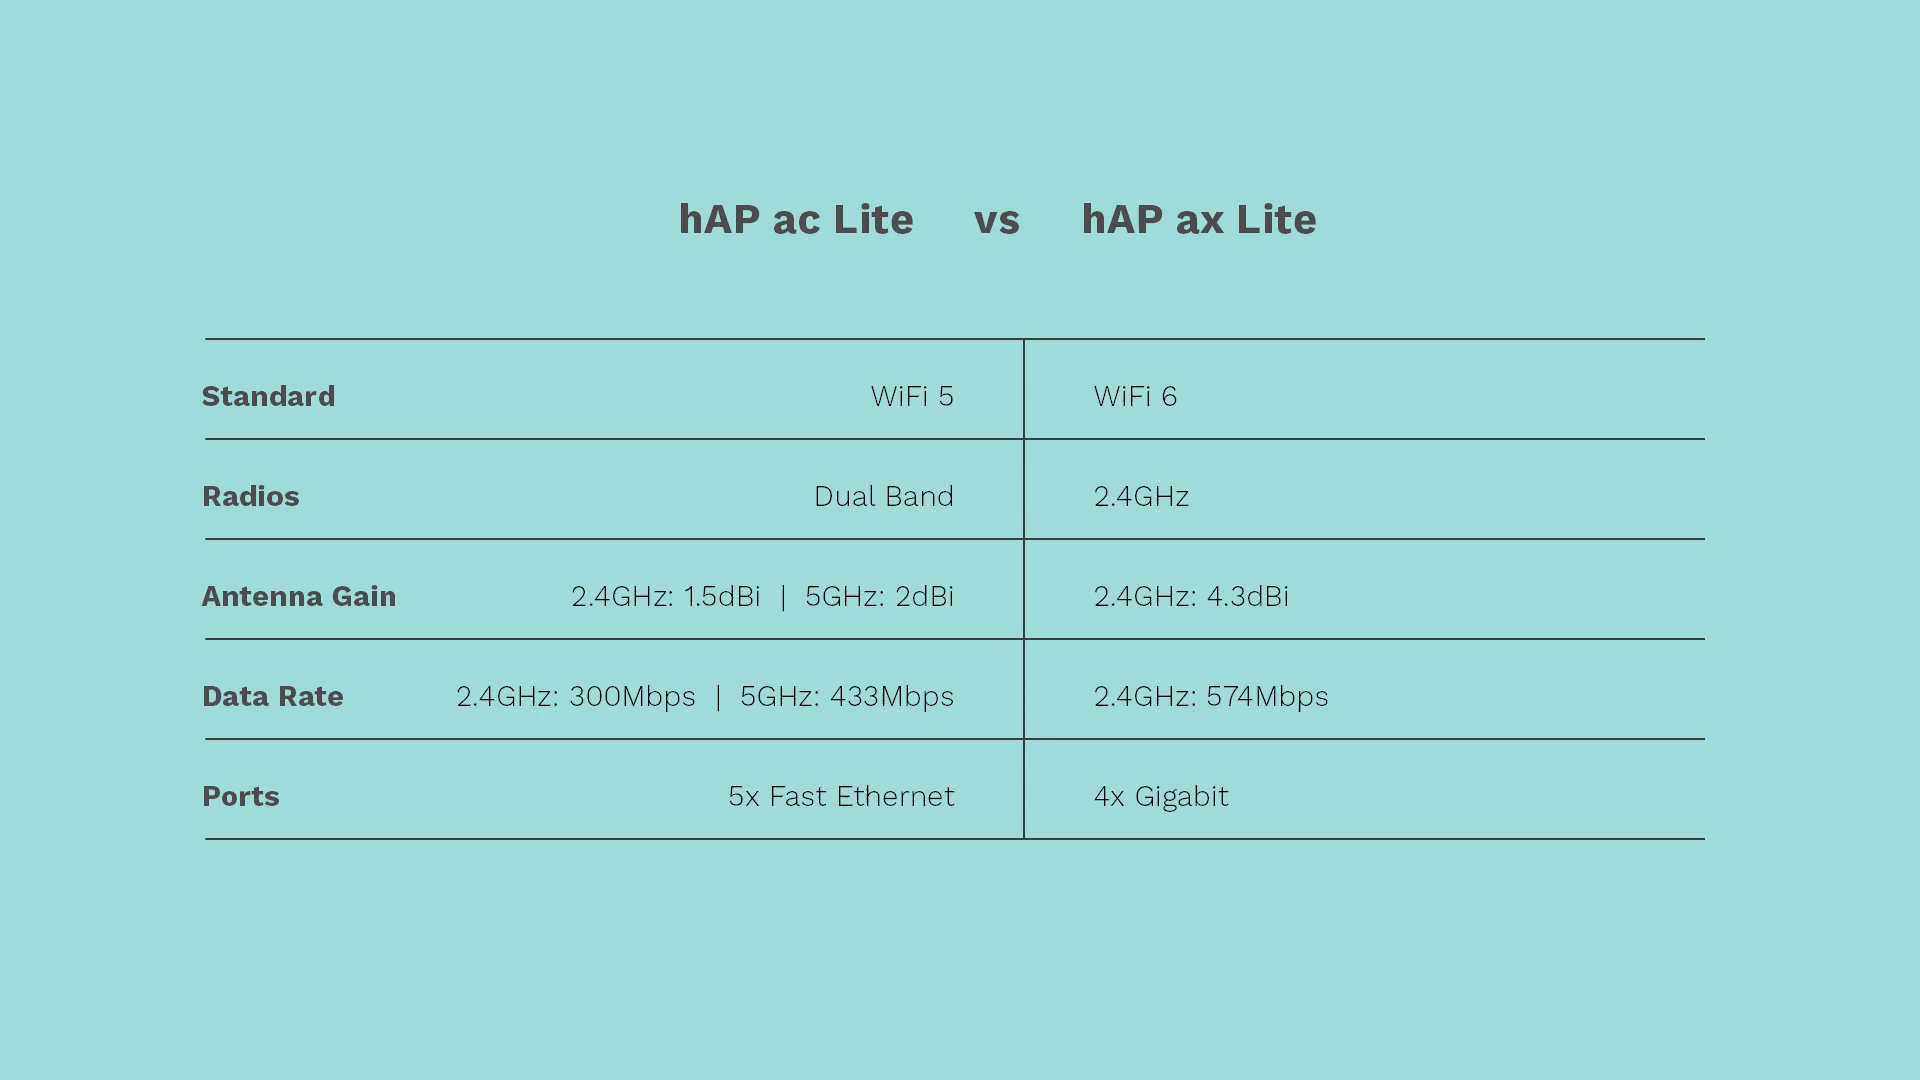 hAP ac Lite vs hAP ax Lite
Standard WiFi 5 WiFi 6
Radios Dual Band 2.4GHz
Antenna Gain 2.4GHz: 1.5dBi | 5GHz: 2dBi 2.4GHz: 4.3dBi
Data Rate 2.4GHz: 300Mbps | 5GHz: 433Mbps 2.4GHz: 574Mbps
Ports 5x Fast Ethernet 4x Gigabit